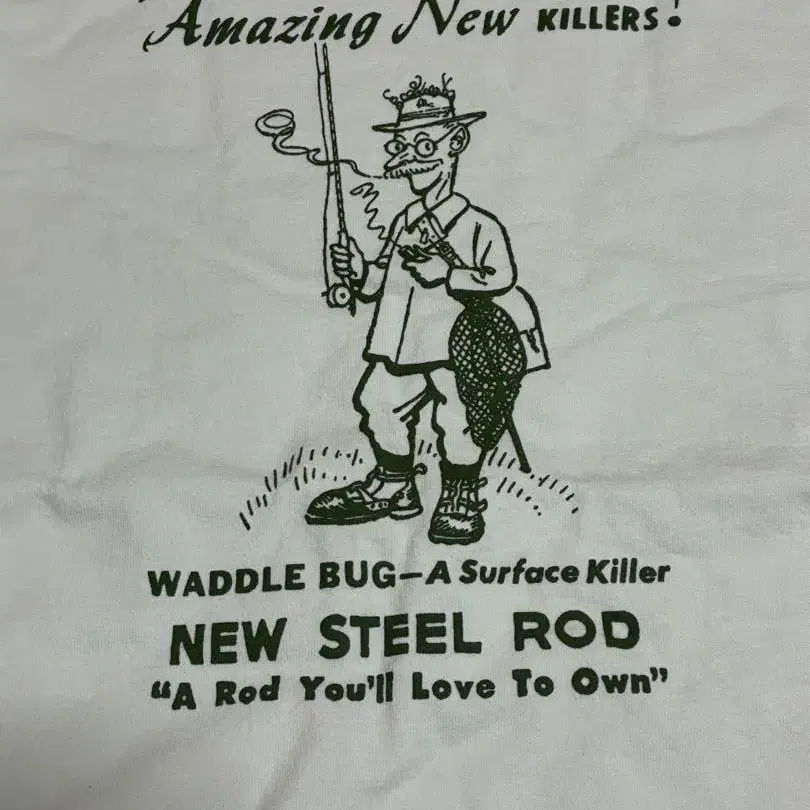 Amazing New KILLERS!
WADDLE BUG—A Surface Killer
NEW STEEL ROD
“A Rod You'll Love To Own”